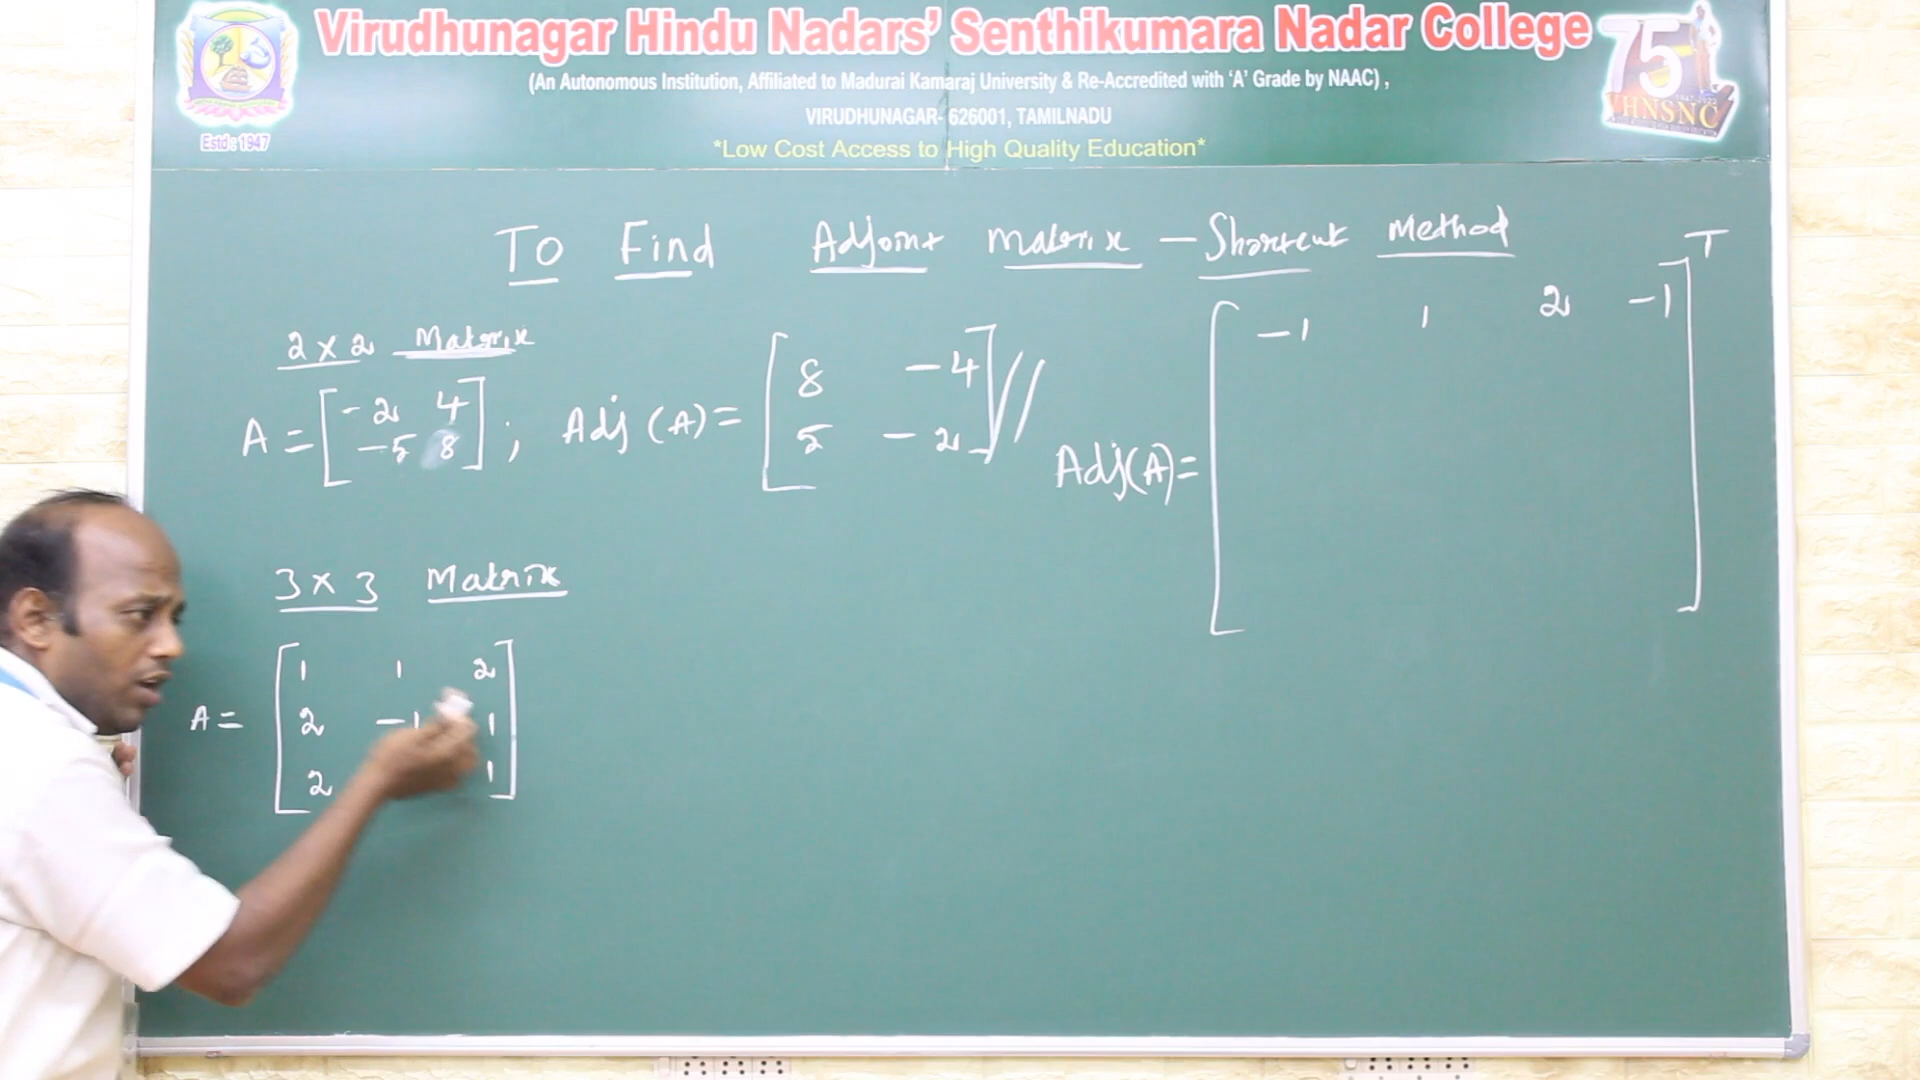 Virudhunagar Hindu Nadars' Senthikumara Nadar College
(An Autonomous Institution, Affiliated to Madurai Kamaraj University & Re-Accredited with 'A' Grade by NAAC) ,
VIRUDHUNAGAR- 626001, TAMILNADU
*Low Cost Access to High Quality Education*
Estd: 1947
75
VHNSNC
To Find Adjoint Matrix - Shortcut Method
2 x 2 Matrix
A = [ -2 4
-5 8 ] ; Adj (A) = [ 8 -4
5 -2 ] //
Adj(A) = [ -1 1 2 -1 ] T
3 x 3 Matrix
A = [ 1 1 2
2 -1 1
2 1 ]